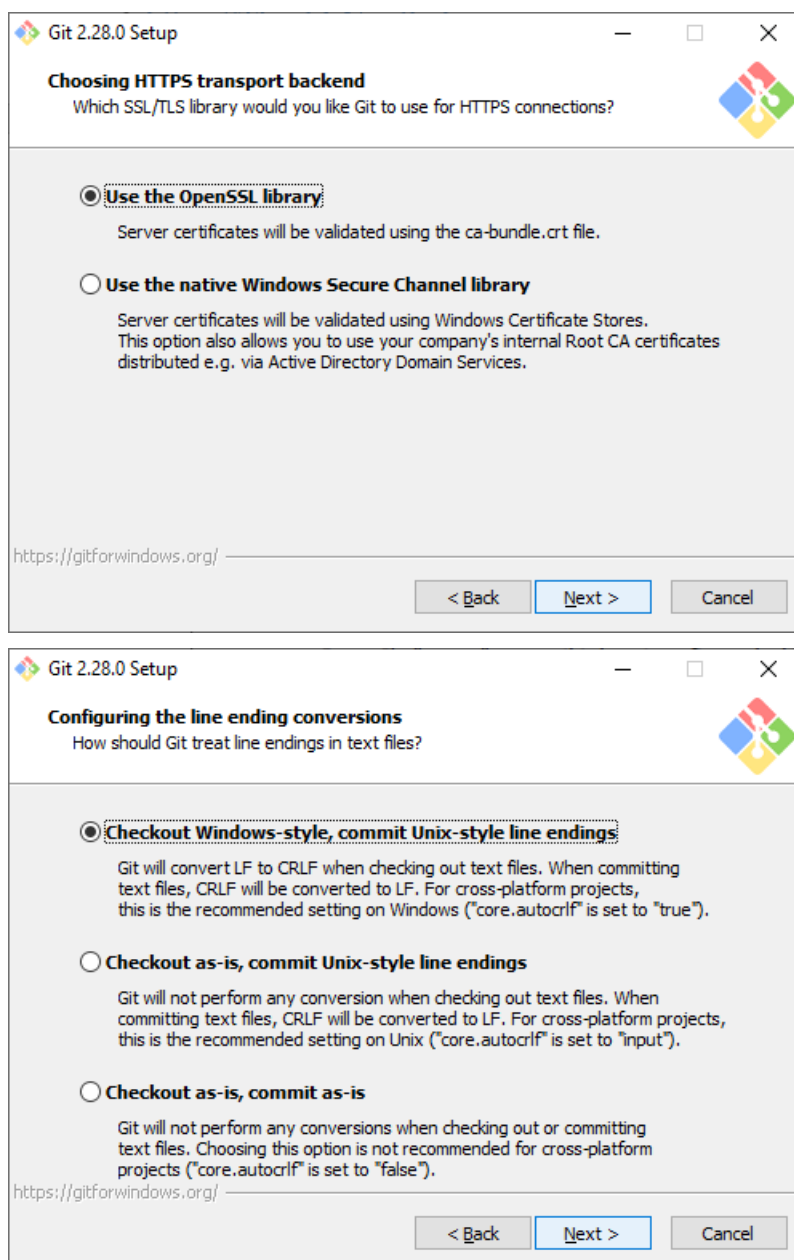 Git 2.28.0 Setup
Choosing HTTPS transport backend
Which SSL/TLS library would you like Git to use for HTTPS connections?
Use the OpenSSL library
Server certificates will be validated using the ca-bundle.crt file.
Use the native Windows Secure Channel library
Server certificates will be validated using Windows Certificate Stores.
This option also allows you to use your company's internal Root CA certificates
distributed e.g. via Active Directory Domain Services.
https://gitforwindows.org/
< Back Next > Cancel
Git 2.28.0 Setup
Configuring the line ending conversions
How should Git treat line endings in text files?
Checkout Windows-style, commit Unix-style line endings
Git will convert LF to CRLF when checking out text files. When committing
text files, CRLF will be converted to LF. For cross-platform projects,
this is the recommended setting on Windows ("core.autocrlf" is set to "true").
Checkout as-is, commit Unix-style line endings
Git will not perform any conversion when checking out text files. When
committing text files, CRLF will be converted to LF. For cross-platform projects,
this is the recommended setting on Unix ("core.autocrlf" is set to "input").
Checkout as-is, commit as-is
Git will not perform any conversions when checking out or committing
text files. Choosing this option is not recommended for cross-platform
projects ("core.autocrlf" is set to "false").
https://gitforwindows.org/
< Back Next > Cancel